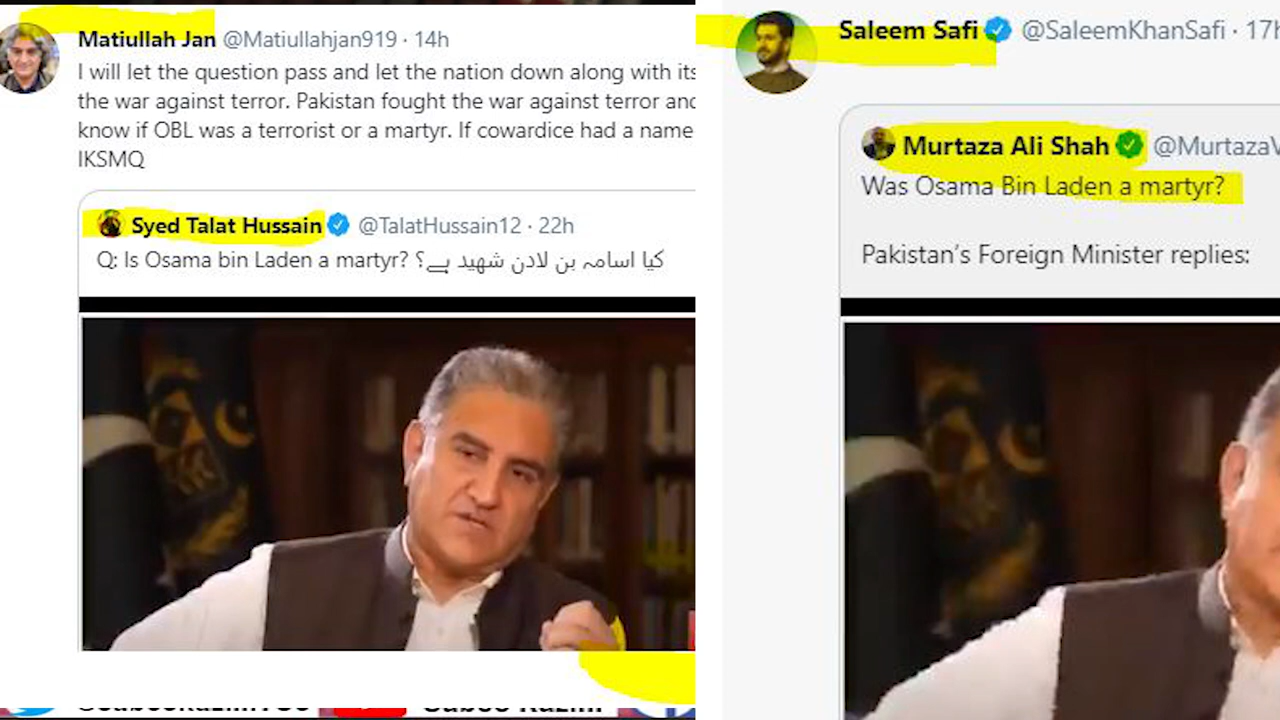 Matiullah Jan @Matiullahjan919 · 14h
I will let the question pass and let the nation down along with its
the war against terror. Pakistan fought the war against terror and
know if OBL was a terrorist or a martyr. If cowardice had a name
IKSMQ
Syed Talat Hussain @TalatHussain12 · 22h
Q: Is Osama bin Laden a martyr? کیا اسامہ بن لادن شھید ہے؟
Saleem Safi @SaleemKhanSafi · 17h
Murtaza Ali Shah @MurtazaV
Was Osama Bin Laden a martyr?
Pakistan's Foreign Minister replies: